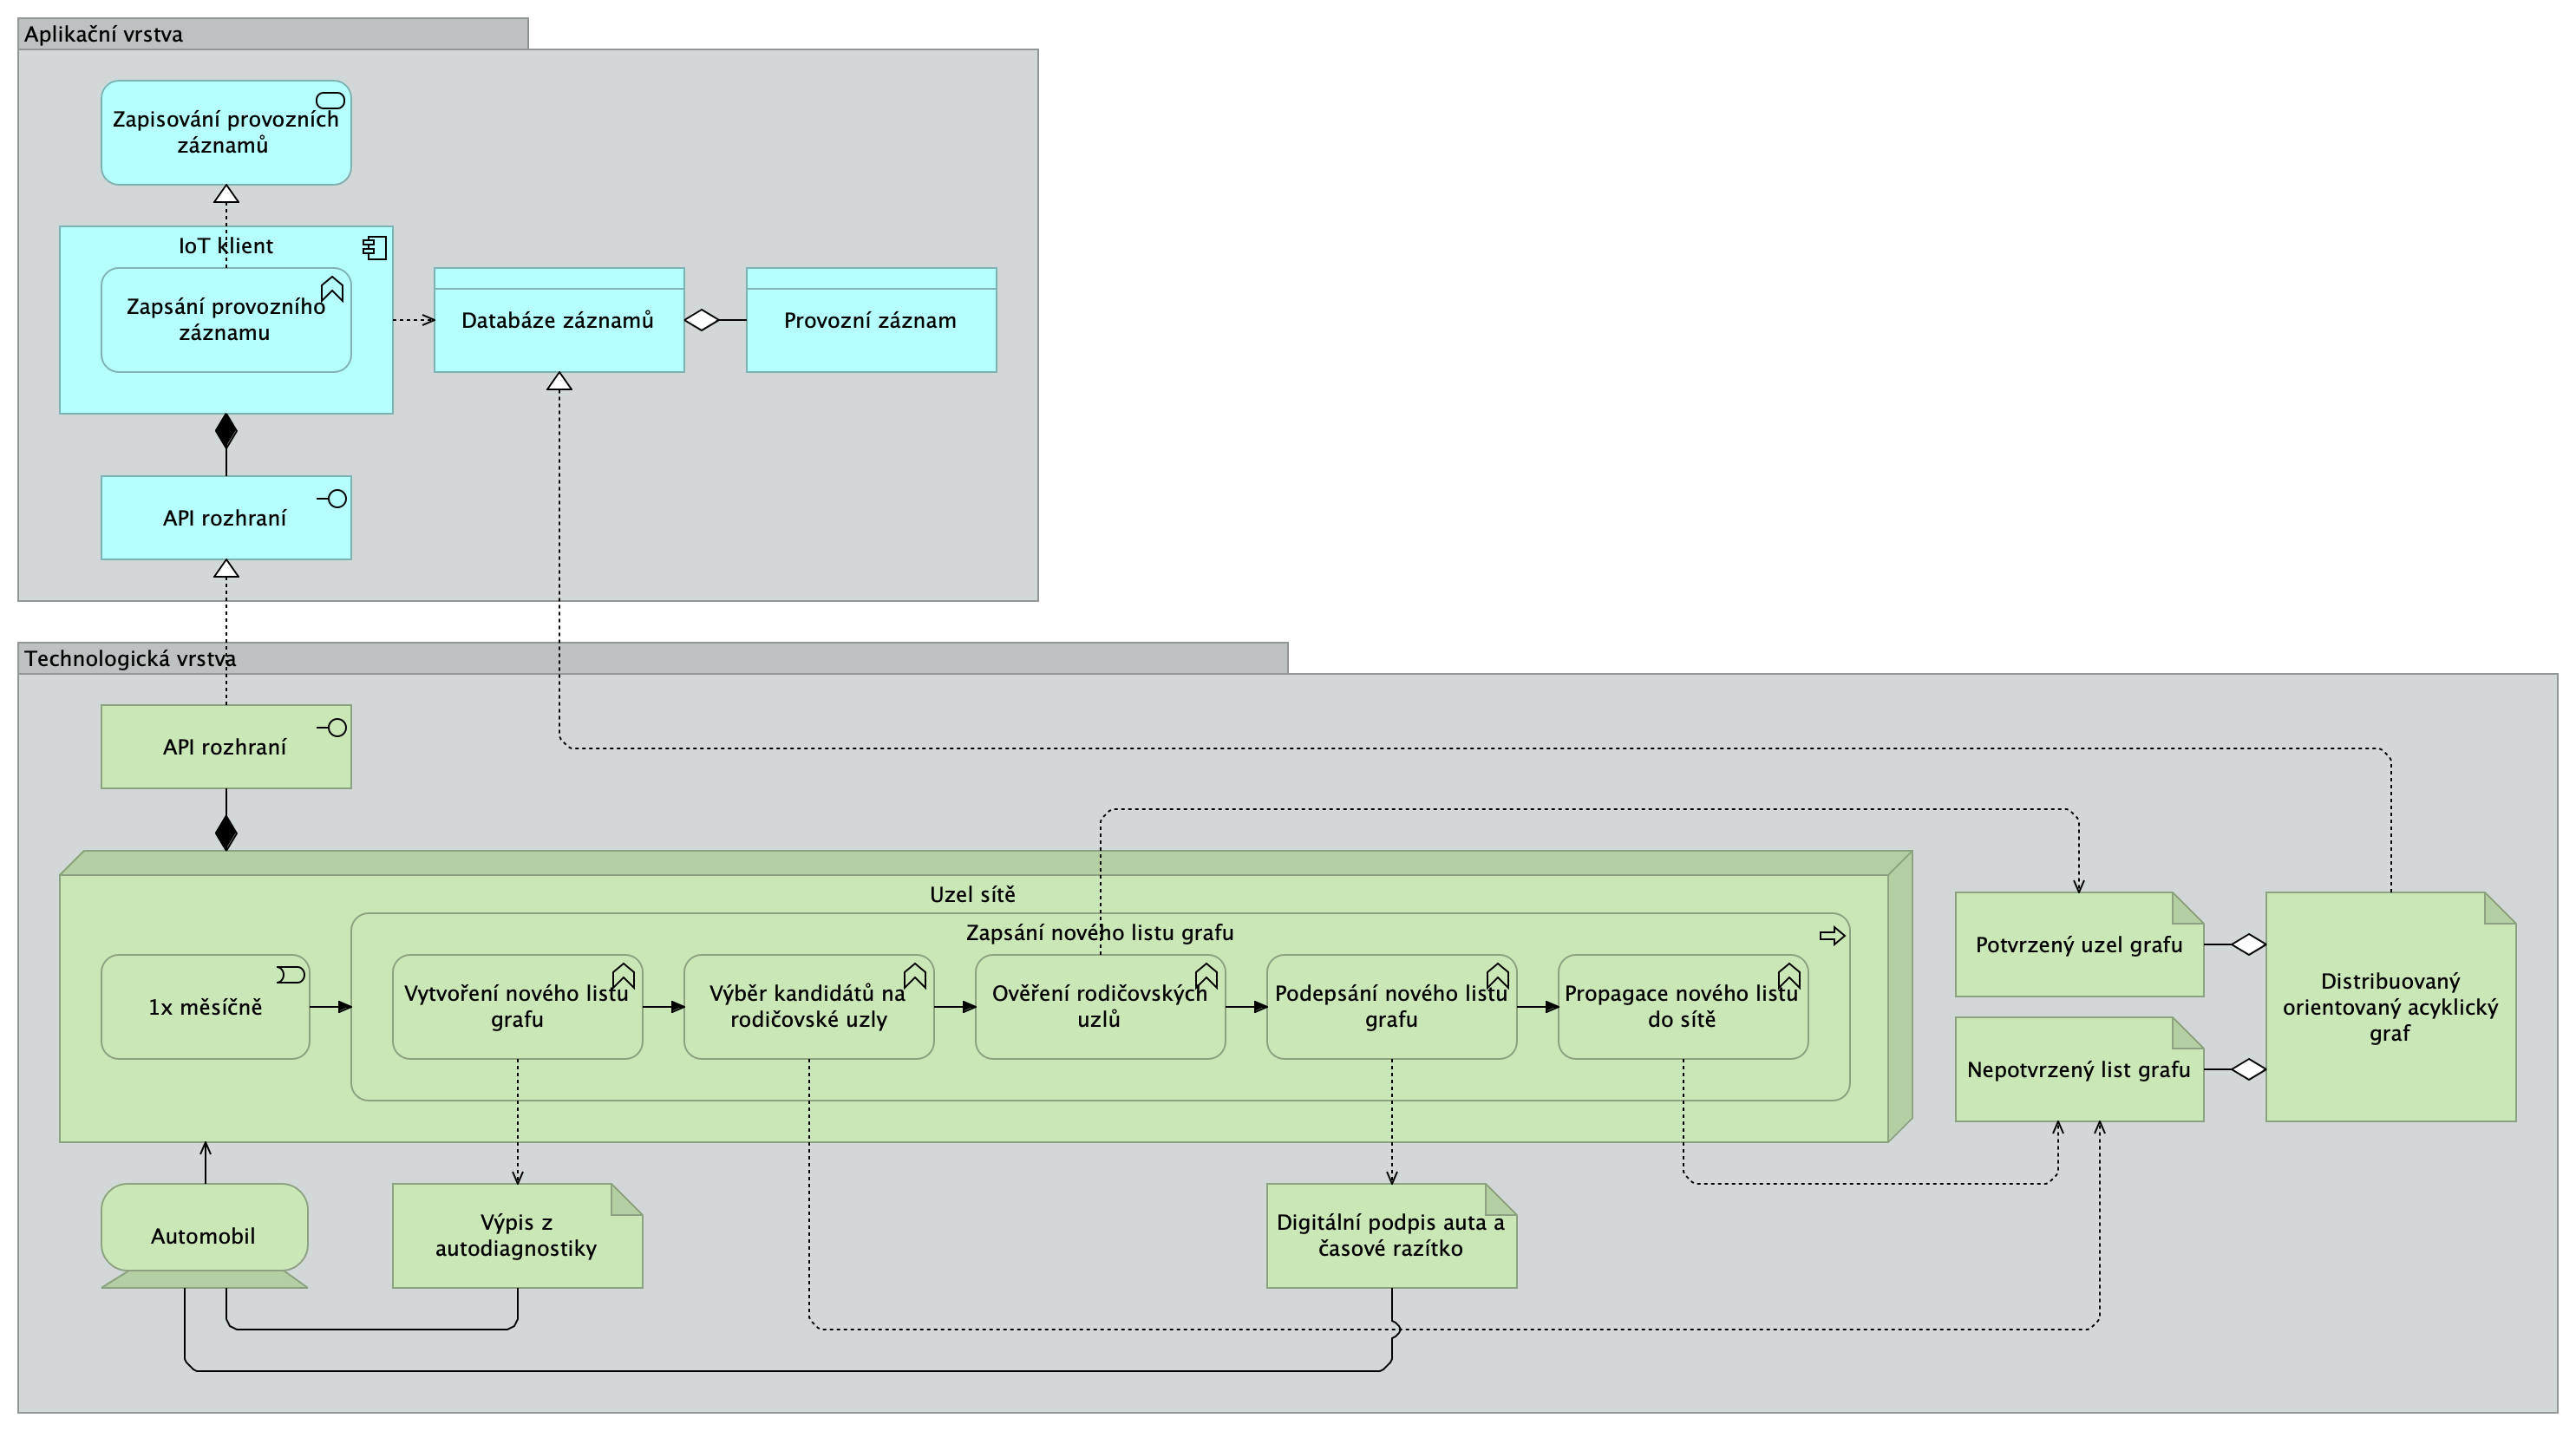 Aplikační vrstva
Zapisování provozních
záznamů
IoT klient
Zapsání provozního
záznamu
Databáze záznamů
Provozní záznam
API rozhraní
Technologická vrstva
API rozhraní
Uzel sítě
Zapsání nového listu grafu
1x měsíčně
Vytvoření nového listu
grafu
Výběr kandidátů na
rodičovské uzly
Ověření rodičovských
uzlů
Podepsání nového listu
grafu
Propagace nového listu
do sítě
Potvrzený uzel grafu
Nepotvrzený list grafu
Distribuovaný
orientovaný acyklický
graf
Automobil
Výpis z
autodiagnostiky
Digitální podpis auta a
časové razítko